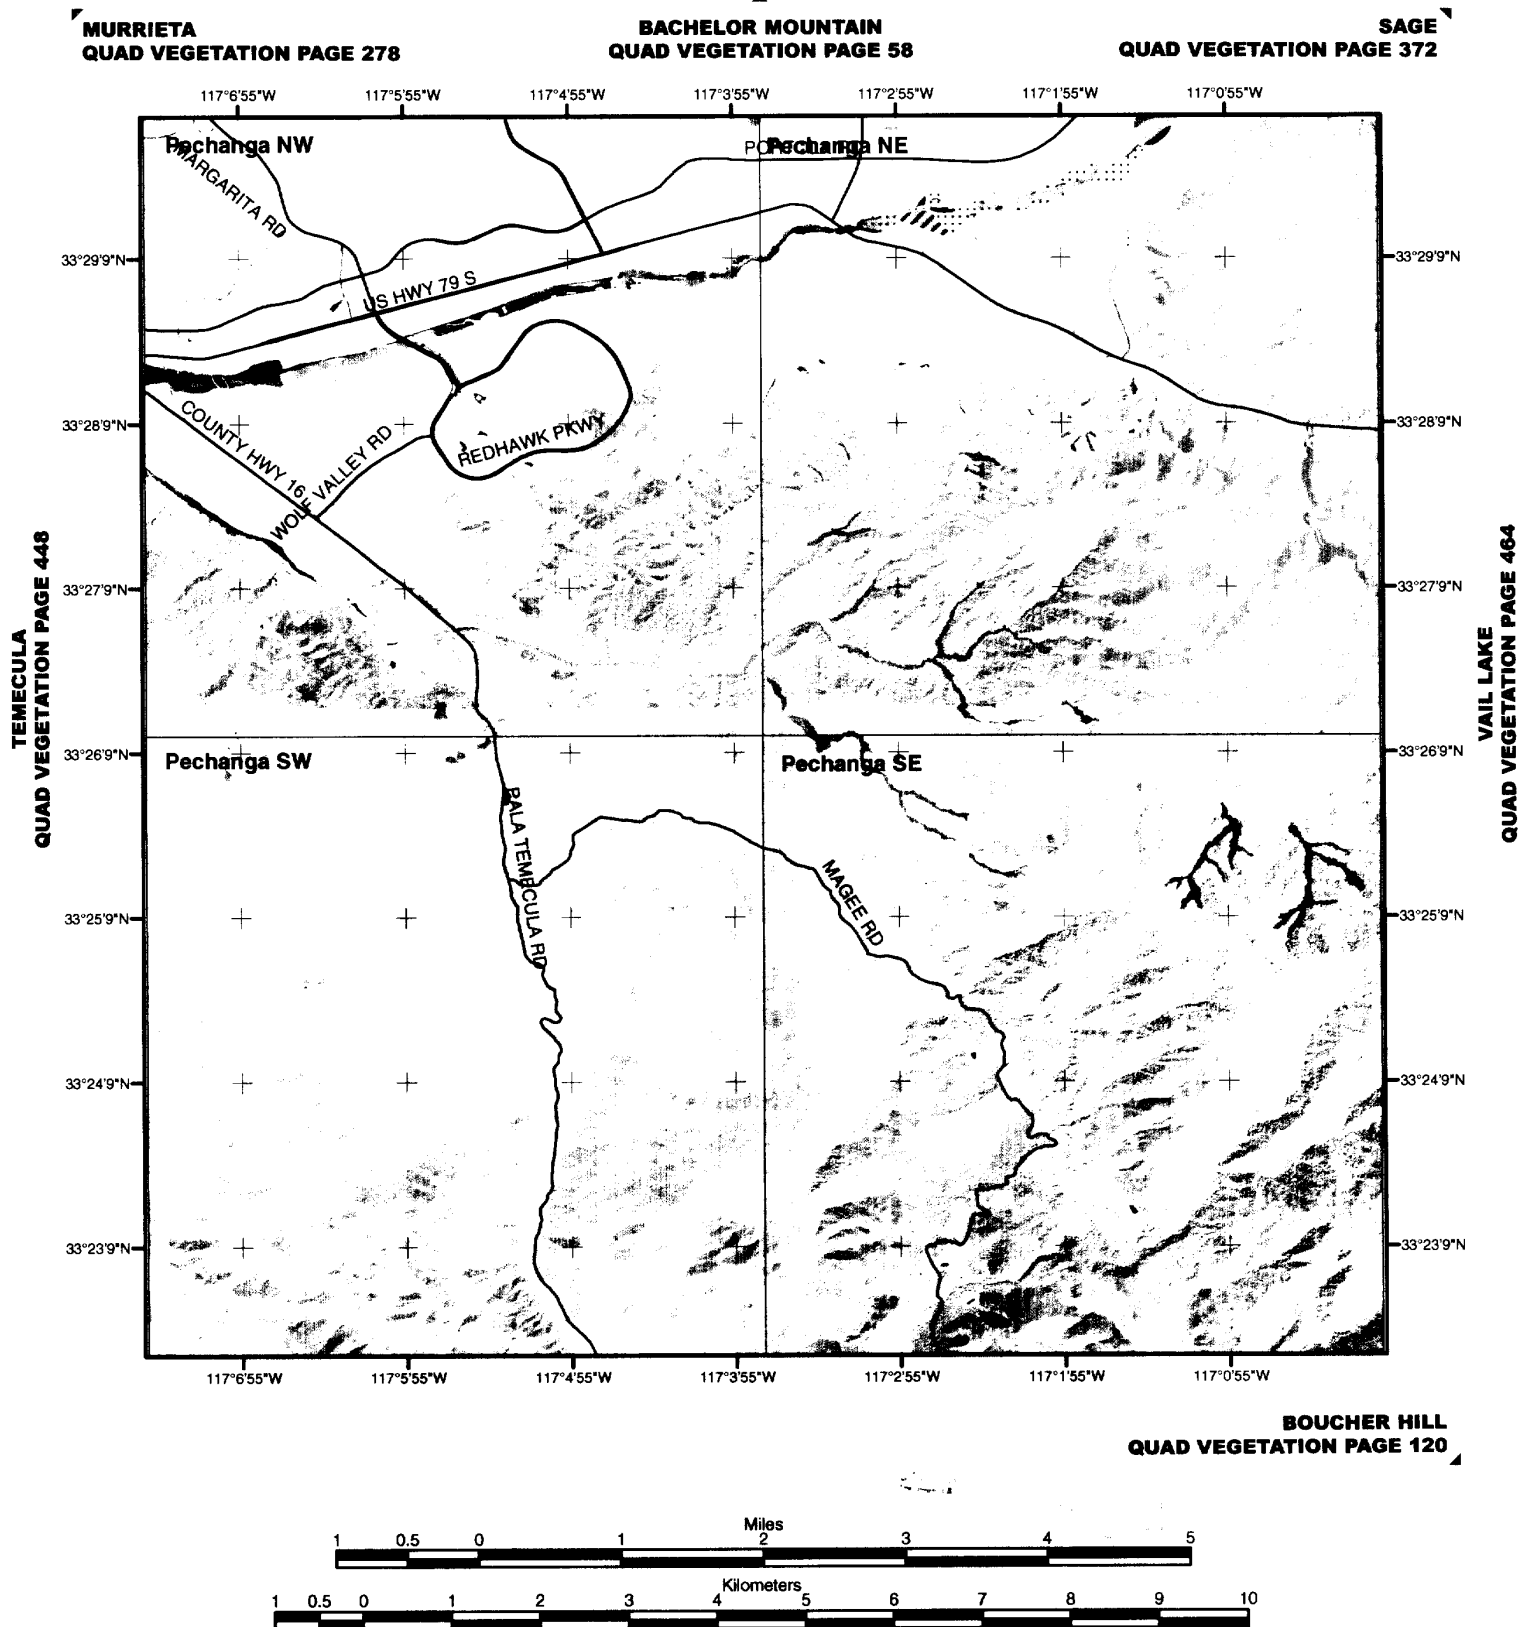 MURRIETA
QUAD VEGETATION PAGE 278
BACHELOR MOUNTAIN
QUAD VEGETATION PAGE 58
SAGE
QUAD VEGETATION PAGE 372
117°6'55"W 117°5'55"W 117°4'55"W 117°3'55"W 117°2'55"W 117°1'55"W 117°0'55"W
Pechanga NW
Pechanga NE
MARGARITA RD
33°29'9"N
33°29'9"N
US HWY 79 S
33°28'9"N
33°28'9"N
COUNTY HWY 16
WOLF VALLEY RD
REDHAWK PKWY
TEMECULA
QUAD VEGETATION PAGE 448
VAIL LAKE
QUAD VEGETATION PAGE 464
33°27'9"N
33°27'9"N
33°26'9"N
33°26'9"N
Pechanga SW
Pechanga SE
PALA TEMECULA RD
MAGEE RD
33°25'9"N
33°25'9"N
33°24'9"N
33°24'9"N
33°23'9"N
33°23'9"N
117°6'55"W 117°5'55"W 117°4'55"W 117°3'55"W 117°2'55"W 117°1'55"W 117°0'55"W
BOUCHER HILL
QUAD VEGETATION PAGE 120
Miles
1 0.5 0 1 2 3 4 5
Kilometers
1 0.5 0 1 2 3 4 5 6 7 8 9 10